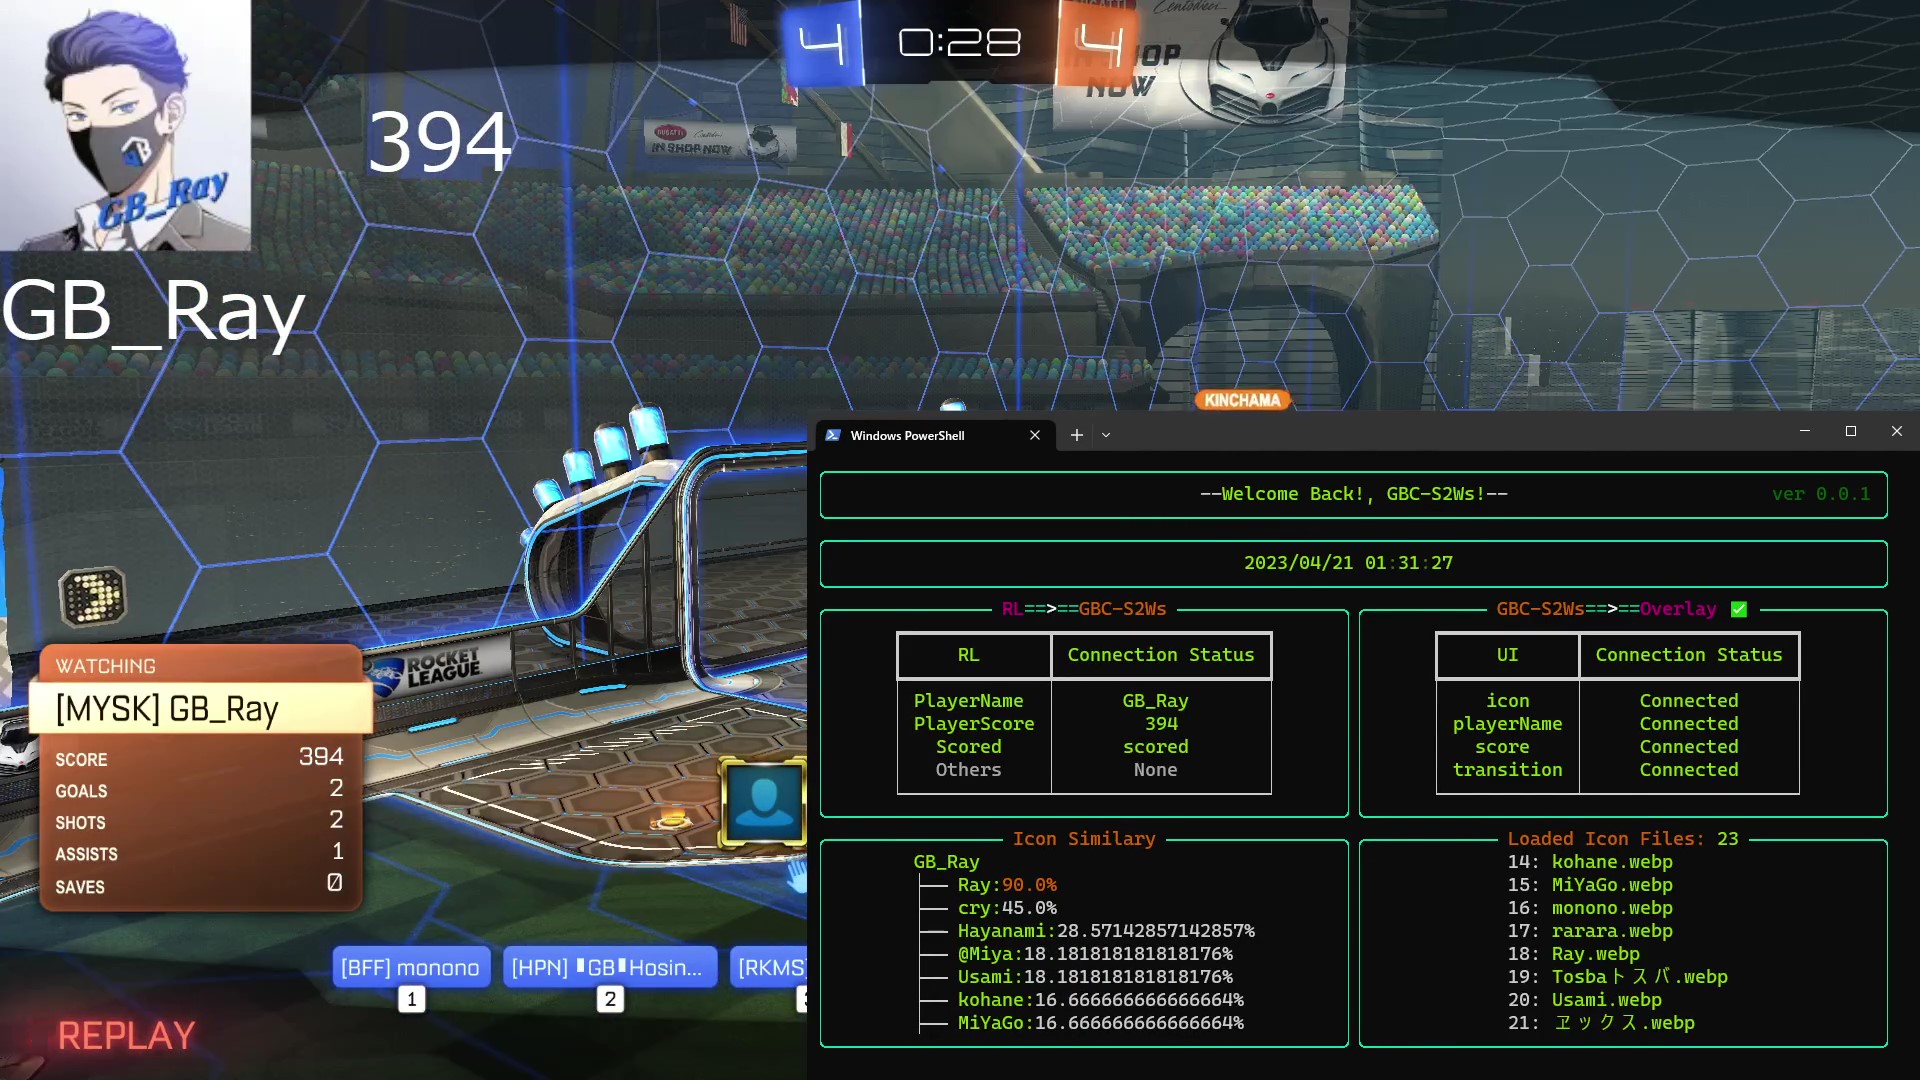 GB_Ray
394
GB_Ray
4 0:28 4
IN SHOP NOW
BUGATTI
IN SHOP NOW
KINCHAMA
ROCKET LEAGUE
WATCHING
[MYSK] GB_Ray
SCORE 394
GOALS 2
SHOTS 2
ASSISTS 1
SAVES 0
[BFF] monono
1
[HPN] ▮GB▮Hosin...
2
[RKMS]
REPLAY
Windows PowerShell
--Welcome Back!, GBC-S2Ws!-- ver 0.0.1
2023/04/21 01:31:27
RL==>==GBC-S2Ws
RL Connection Status
PlayerName GB_Ray
PlayerScore 394
Scored scored
Others None
GBC-S2Ws==>==Overlay ✅
UI Connection Status
icon Connected
playerName Connected
score Connected
transition Connected
Icon Similary
GB_Ray
Ray:90.0%
cry:45.0%
Hayanami:28.57142857142857%
@Miya:18.181818181818176%
Usami:18.181818181818176%
kohane:16.666666666666664%
MiYaGo:16.666666666666664%
Loaded Icon Files: 23
14: kohane.webp
15: MiYaGo.webp
16: monono.webp
17: rarara.webp
18: Ray.webp
19: Tosbaトスバ.webp
20: Usami.webp
21: ヱックス.webp